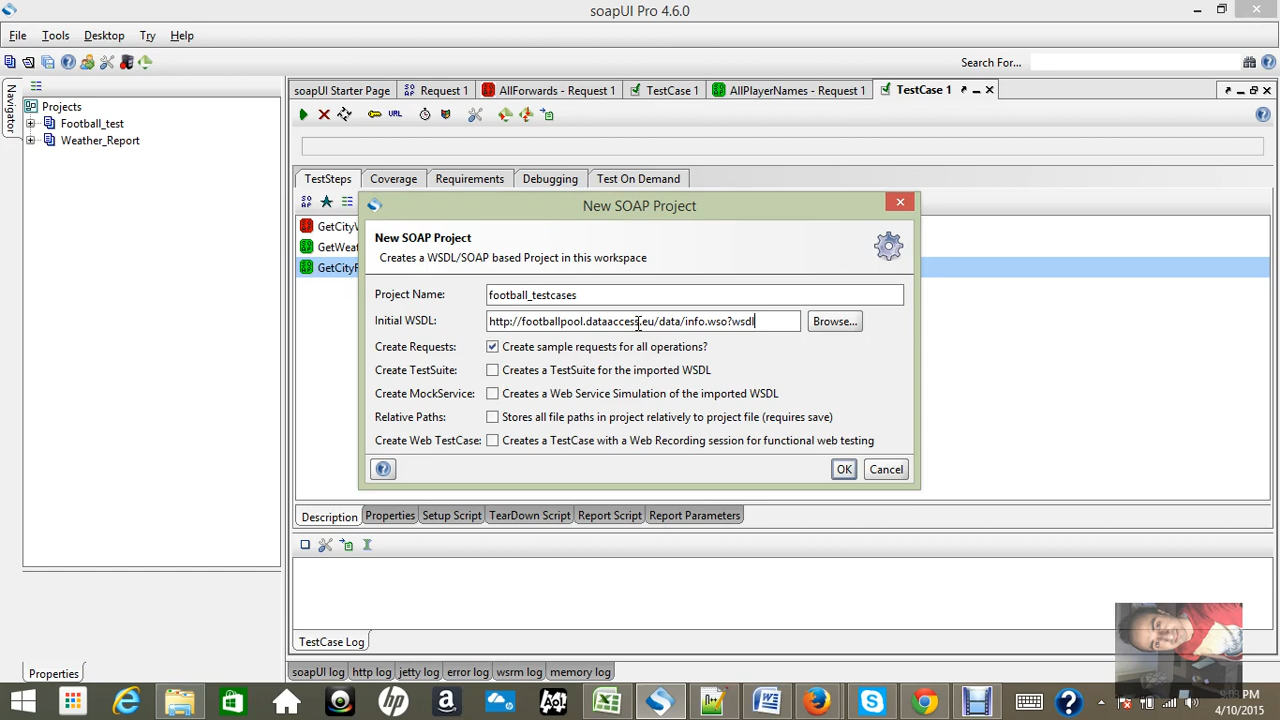 soapUI Pro 4.6.0
File Tools Desktop Try Help
Search For...
Navigator
soapUI Starter Page Request 1 AllForwards - Request 1 TestCase 1 AllPlayerNames - Request 1 TestCase 1
Projects
Football_test
Weather_Report
URL
TestSteps Coverage Requirements Debugging Test On Demand
New SOAP Project
GetCityW
GetWeat
GetCityF
New SOAP Project
Creates a WSDL/SOAP based Project in this workspace
Project Name: football_testcases
Initial WSDL: http://footballpool.dataaccess.eu/data/info.wso?wsdl Browse...
Create Requests: Create sample requests for all operations?
Create TestSuite: Creates a TestSuite for the imported WSDL
Create MockService: Creates a Web Service Simulation of the imported WSDL
Relative Paths: Stores all file paths in project relatively to project file (requires save)
Create Web TestCase: Creates a TestCase with a Web Recording session for functional web testing
OK Cancel
Description Properties Setup Script TearDown Script Report Script Report Parameters
TestCase Log
Properties
soapUI log http log jetty log error log wsrm log memory log
9:03 PM
4/10/2015